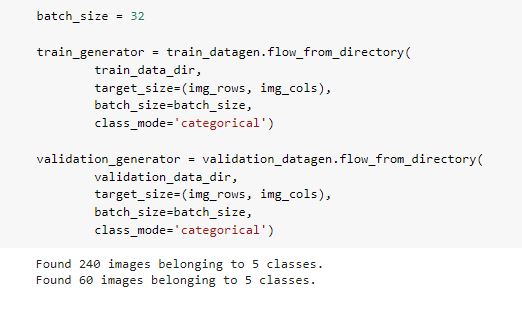 batch_size = 32
train_generator = train_datagen.flow_from_directory(
train_data_dir,
target_size=(img_rows, img_cols),
batch_size=batch_size,
class_mode='categorical')
validation_generator = validation_datagen.flow_from_directory(
validation_data_dir,
target_size=(img_rows, img_cols),
batch_size=batch_size,
class_mode='categorical')
Found 240 images belonging to 5 classes.
Found 60 images belonging to 5 classes.